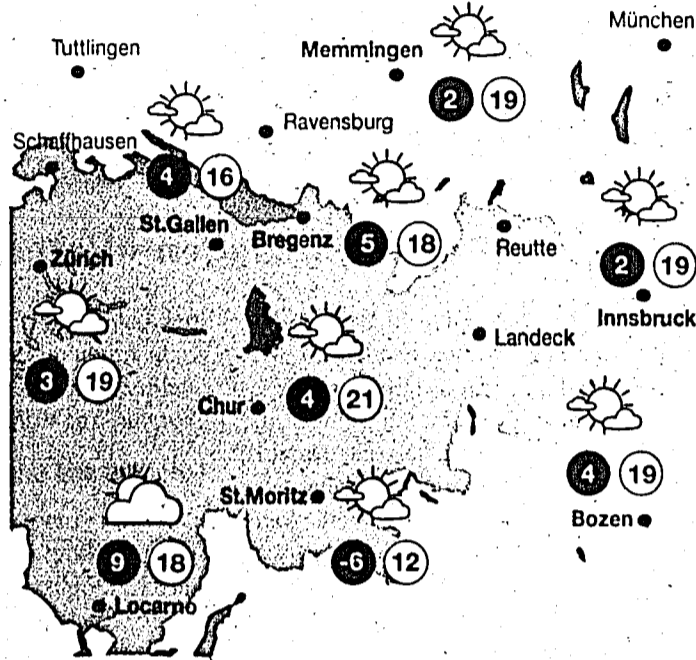 München
Tuttlingen
Memmingen
2 19
Ravensburg
Schaffhausen
4 16
St.Gallen
Bregenz
5 18
Reutte
Zürich
2 19
Innsbruck
Landeck
3 19
4 21
Chur
4 19
St.Moritz
Bozen
9 18
-6 12
Locarno